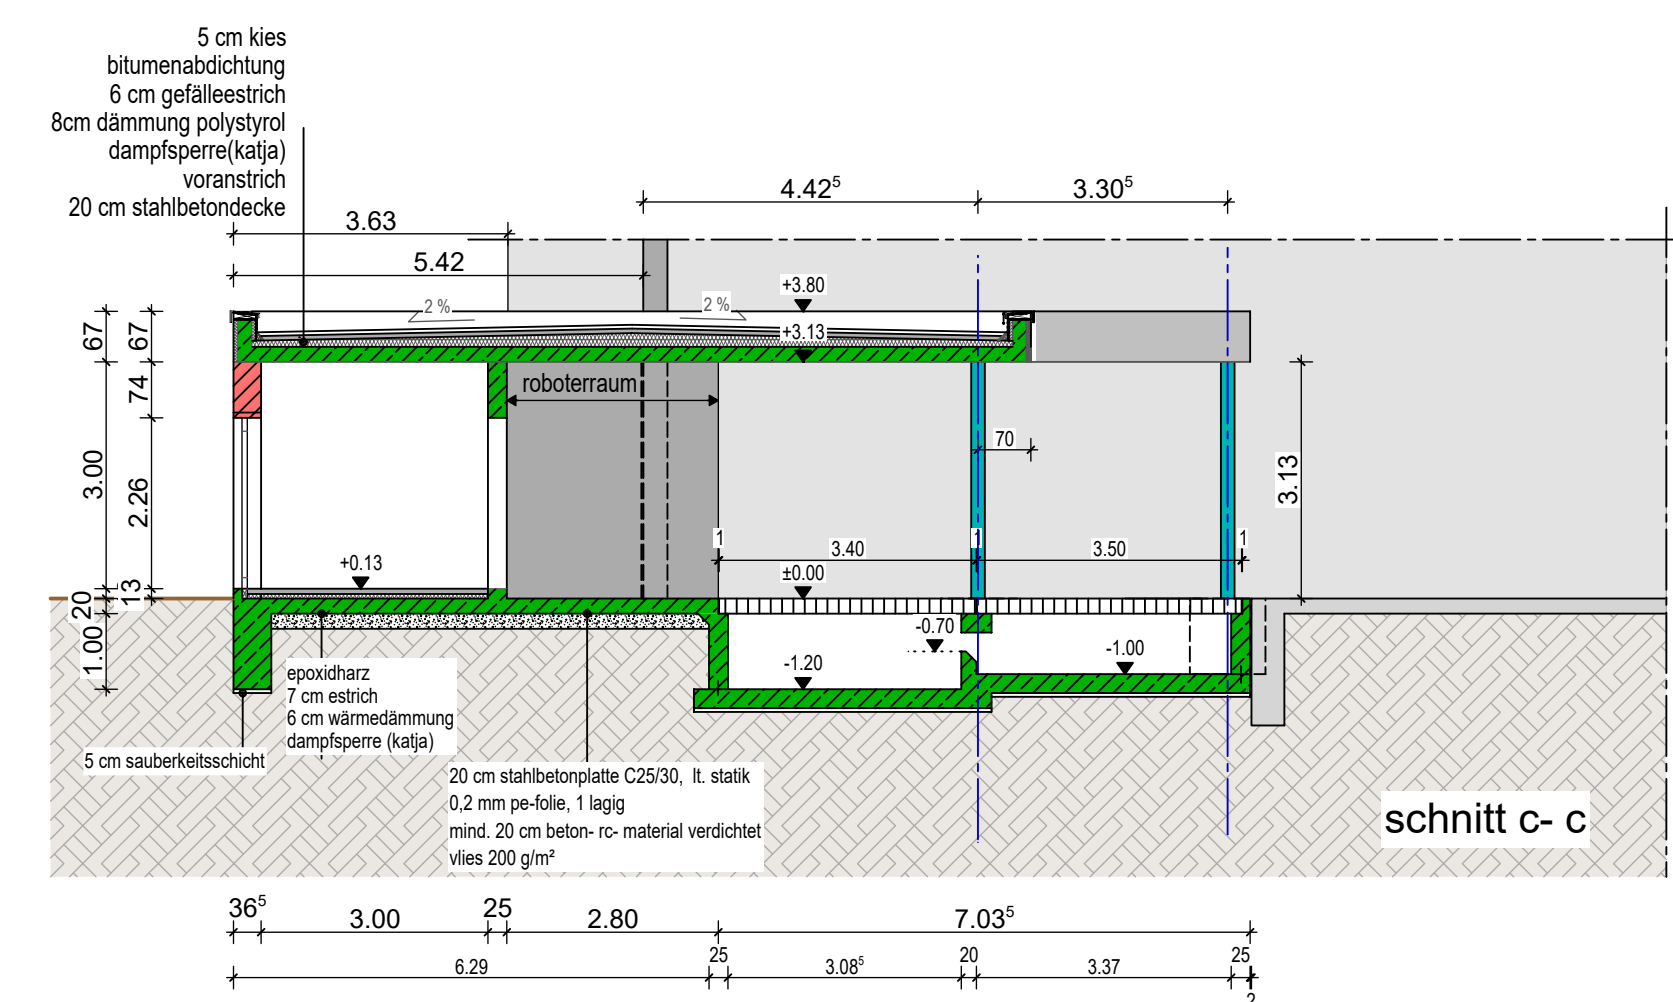 5 cm kies
bitumenabdichtung
6 cm gefälleestrich
8cm dämmung polystyrol
dampfsperre(katja)
voranstrich
20 cm stahlbetondecke
4.42⁵
3.30⁵
3.63
5.42
+3.80
2 %
2 %
+3.13
67
67
74
roboterraum
70
3.00
2.26
3.13
1
3.40
1
3.50
1
+0.13
±0.00
20
13
1.00
-0.70
-1.20
-1.00
epoxidharz
7 cm estrich
6 cm wärmedämmung
dampfsperre (katja)
5 cm sauberkeitsschicht
20 cm stahlbetonplatte C25/30, lt. statik
0,2 mm pe-folie, 1 lagig
mind. 20 cm beton- rc- material verdichtet
vlies 200 g/m²
schnitt c- c
36⁵
3.00
25
2.80
7.03⁵
6.29
25
3.08⁵
20
3.37
25
2